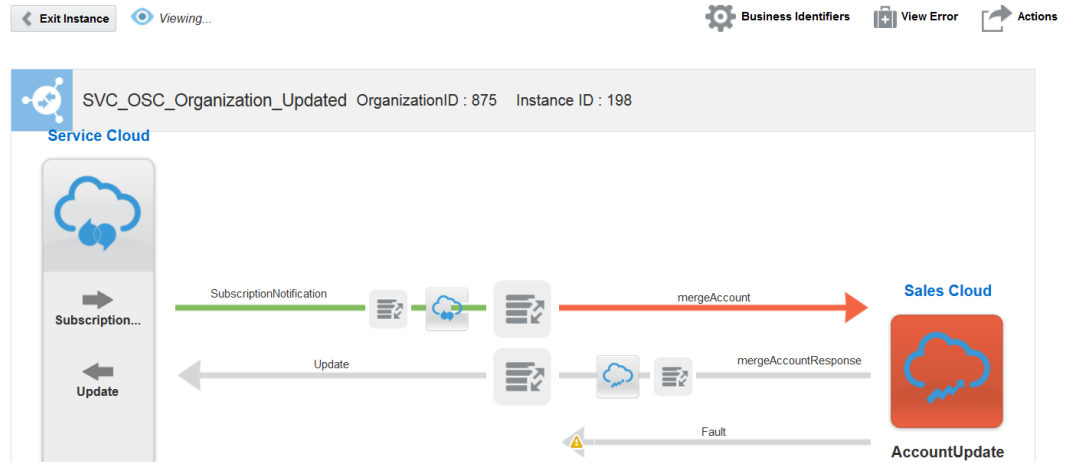 Exit Instance Viewing... Business Identifiers View Error Actions
SVC_OSC_Organization_Updated OrganizationID : 875 Instance ID : 198
Service Cloud
SubscriptionNotification
mergeAccount
Sales Cloud
Subscription...
Update
mergeAccountResponse
Update
Fault
AccountUpdate